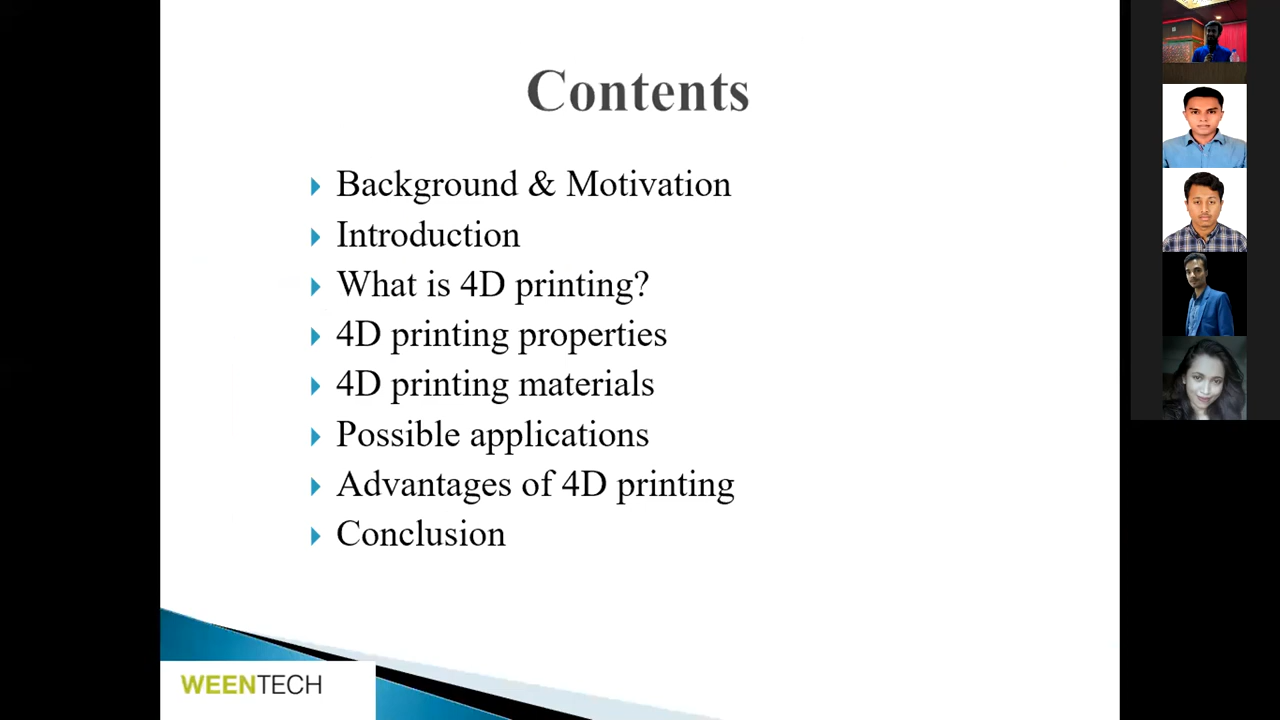 Contents
Background & Motivation
Introduction
What is 4D printing?
4D printing properties
4D printing materials
Possible applications
Advantages of 4D printing
Conclusion
WEENTECH